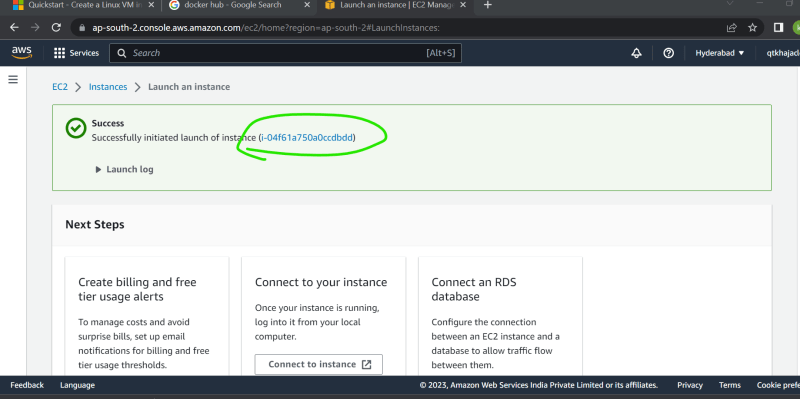 Quickstart - Create a Linux VM in
docker hub - Google Search
Launch an instance | EC2 Manag
ap-south-2.console.aws.amazon.com/ec2/home?region=ap-south-2#LaunchInstances:
aws
Services
Search
[Alt+S]
Hyderabad
qtkhajad
EC2
Instances
Launch an instance
Success
Successfully initiated launch of instance (i-04f61a750a0ccdbdd)
Launch log
Next Steps
Create billing and free
tier usage alerts
To manage costs and avoid
surprise bills, set up email
notifications for billing and free
tier usage thresholds.
Connect to your instance
Once your instance is running,
log into it from your local
computer.
Connect to instance
Connect an RDS
database
Configure the connection
between an EC2 instance and a
database to allow traffic flow
between them.
Feedback
Language
© 2023, Amazon Web Services India Private Limited or its affiliates.
Privacy
Terms
Cookie prefe